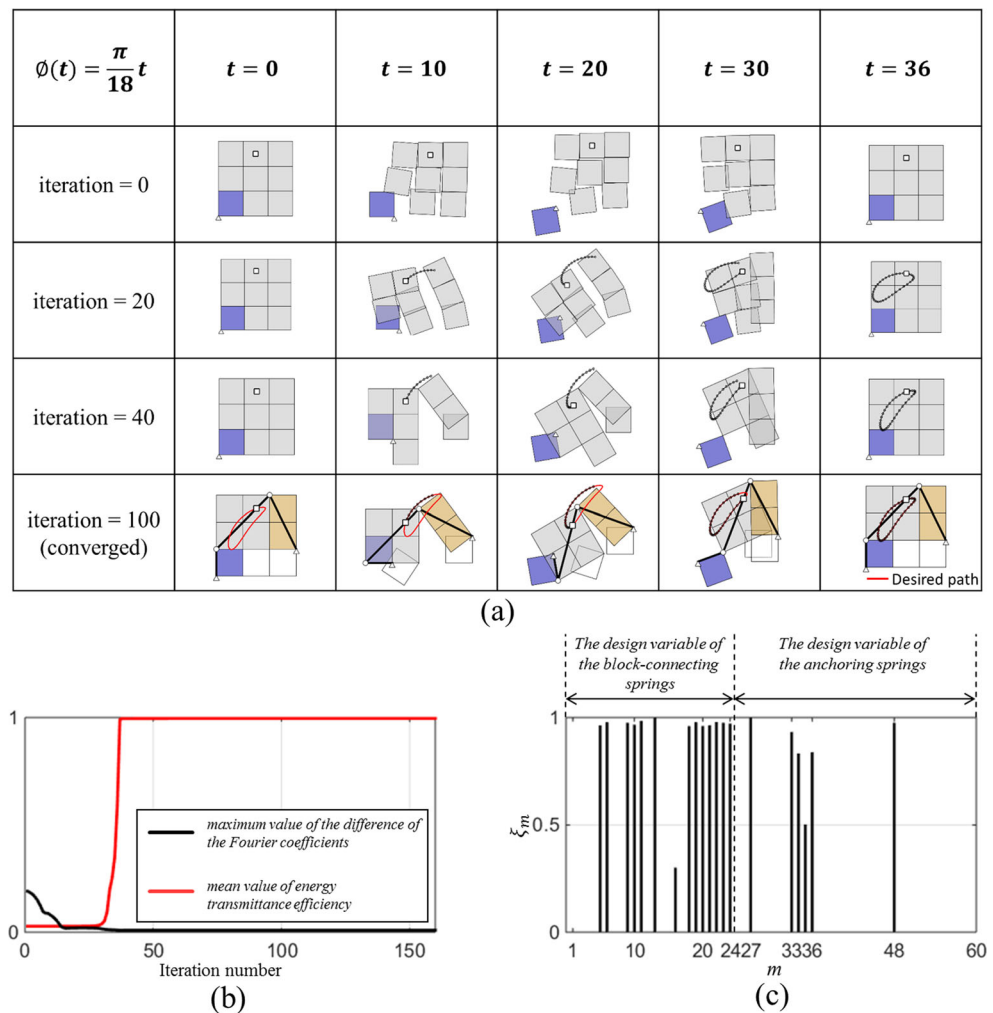 ∅(t) = π/18 t
t = 0
t = 10
t = 20
t = 30
t = 36
iteration = 0
iteration = 20
iteration = 40
iteration = 100
(converged)
Desired path
(a)
The design variable of
the block-connecting
springs
The design variable of
the anchoring springs
1
0
maximum value of the difference of
the Fourier coefficients
mean value of energy
transmittance efficiency
0 50 100 150
Iteration number
(b)
1
0.5
0
ξm
1 10 20 2427 3336 48 60
m
(c)